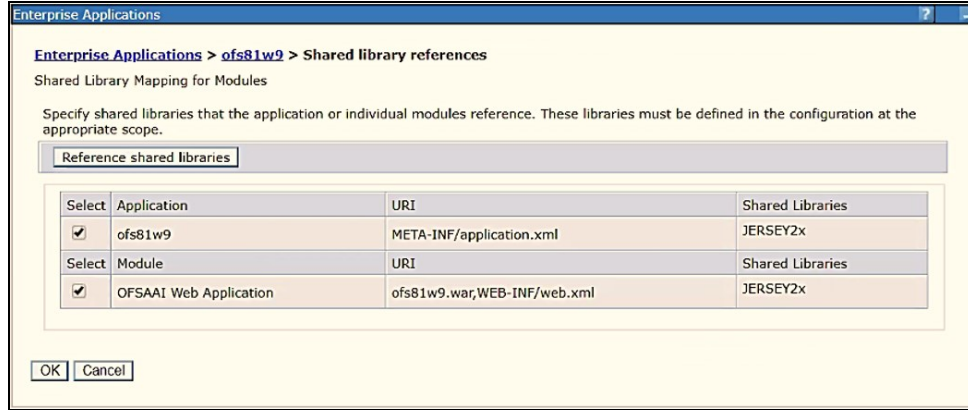 Enterprise Applications
?
Enterprise Applications > ofs81w9 > Shared library references
Shared Library Mapping for Modules
Specify shared libraries that the application or individual modules reference. These libraries must be defined in the configuration at the
appropriate scope.
Reference shared libraries
Select Application URI Shared Libraries
ofs81w9 META-INF/application.xml JERSEY2x
Select Module URI Shared Libraries
OFSAAI Web Application ofs81w9.war,WEB-INF/web.xml JERSEY2x
OK Cancel